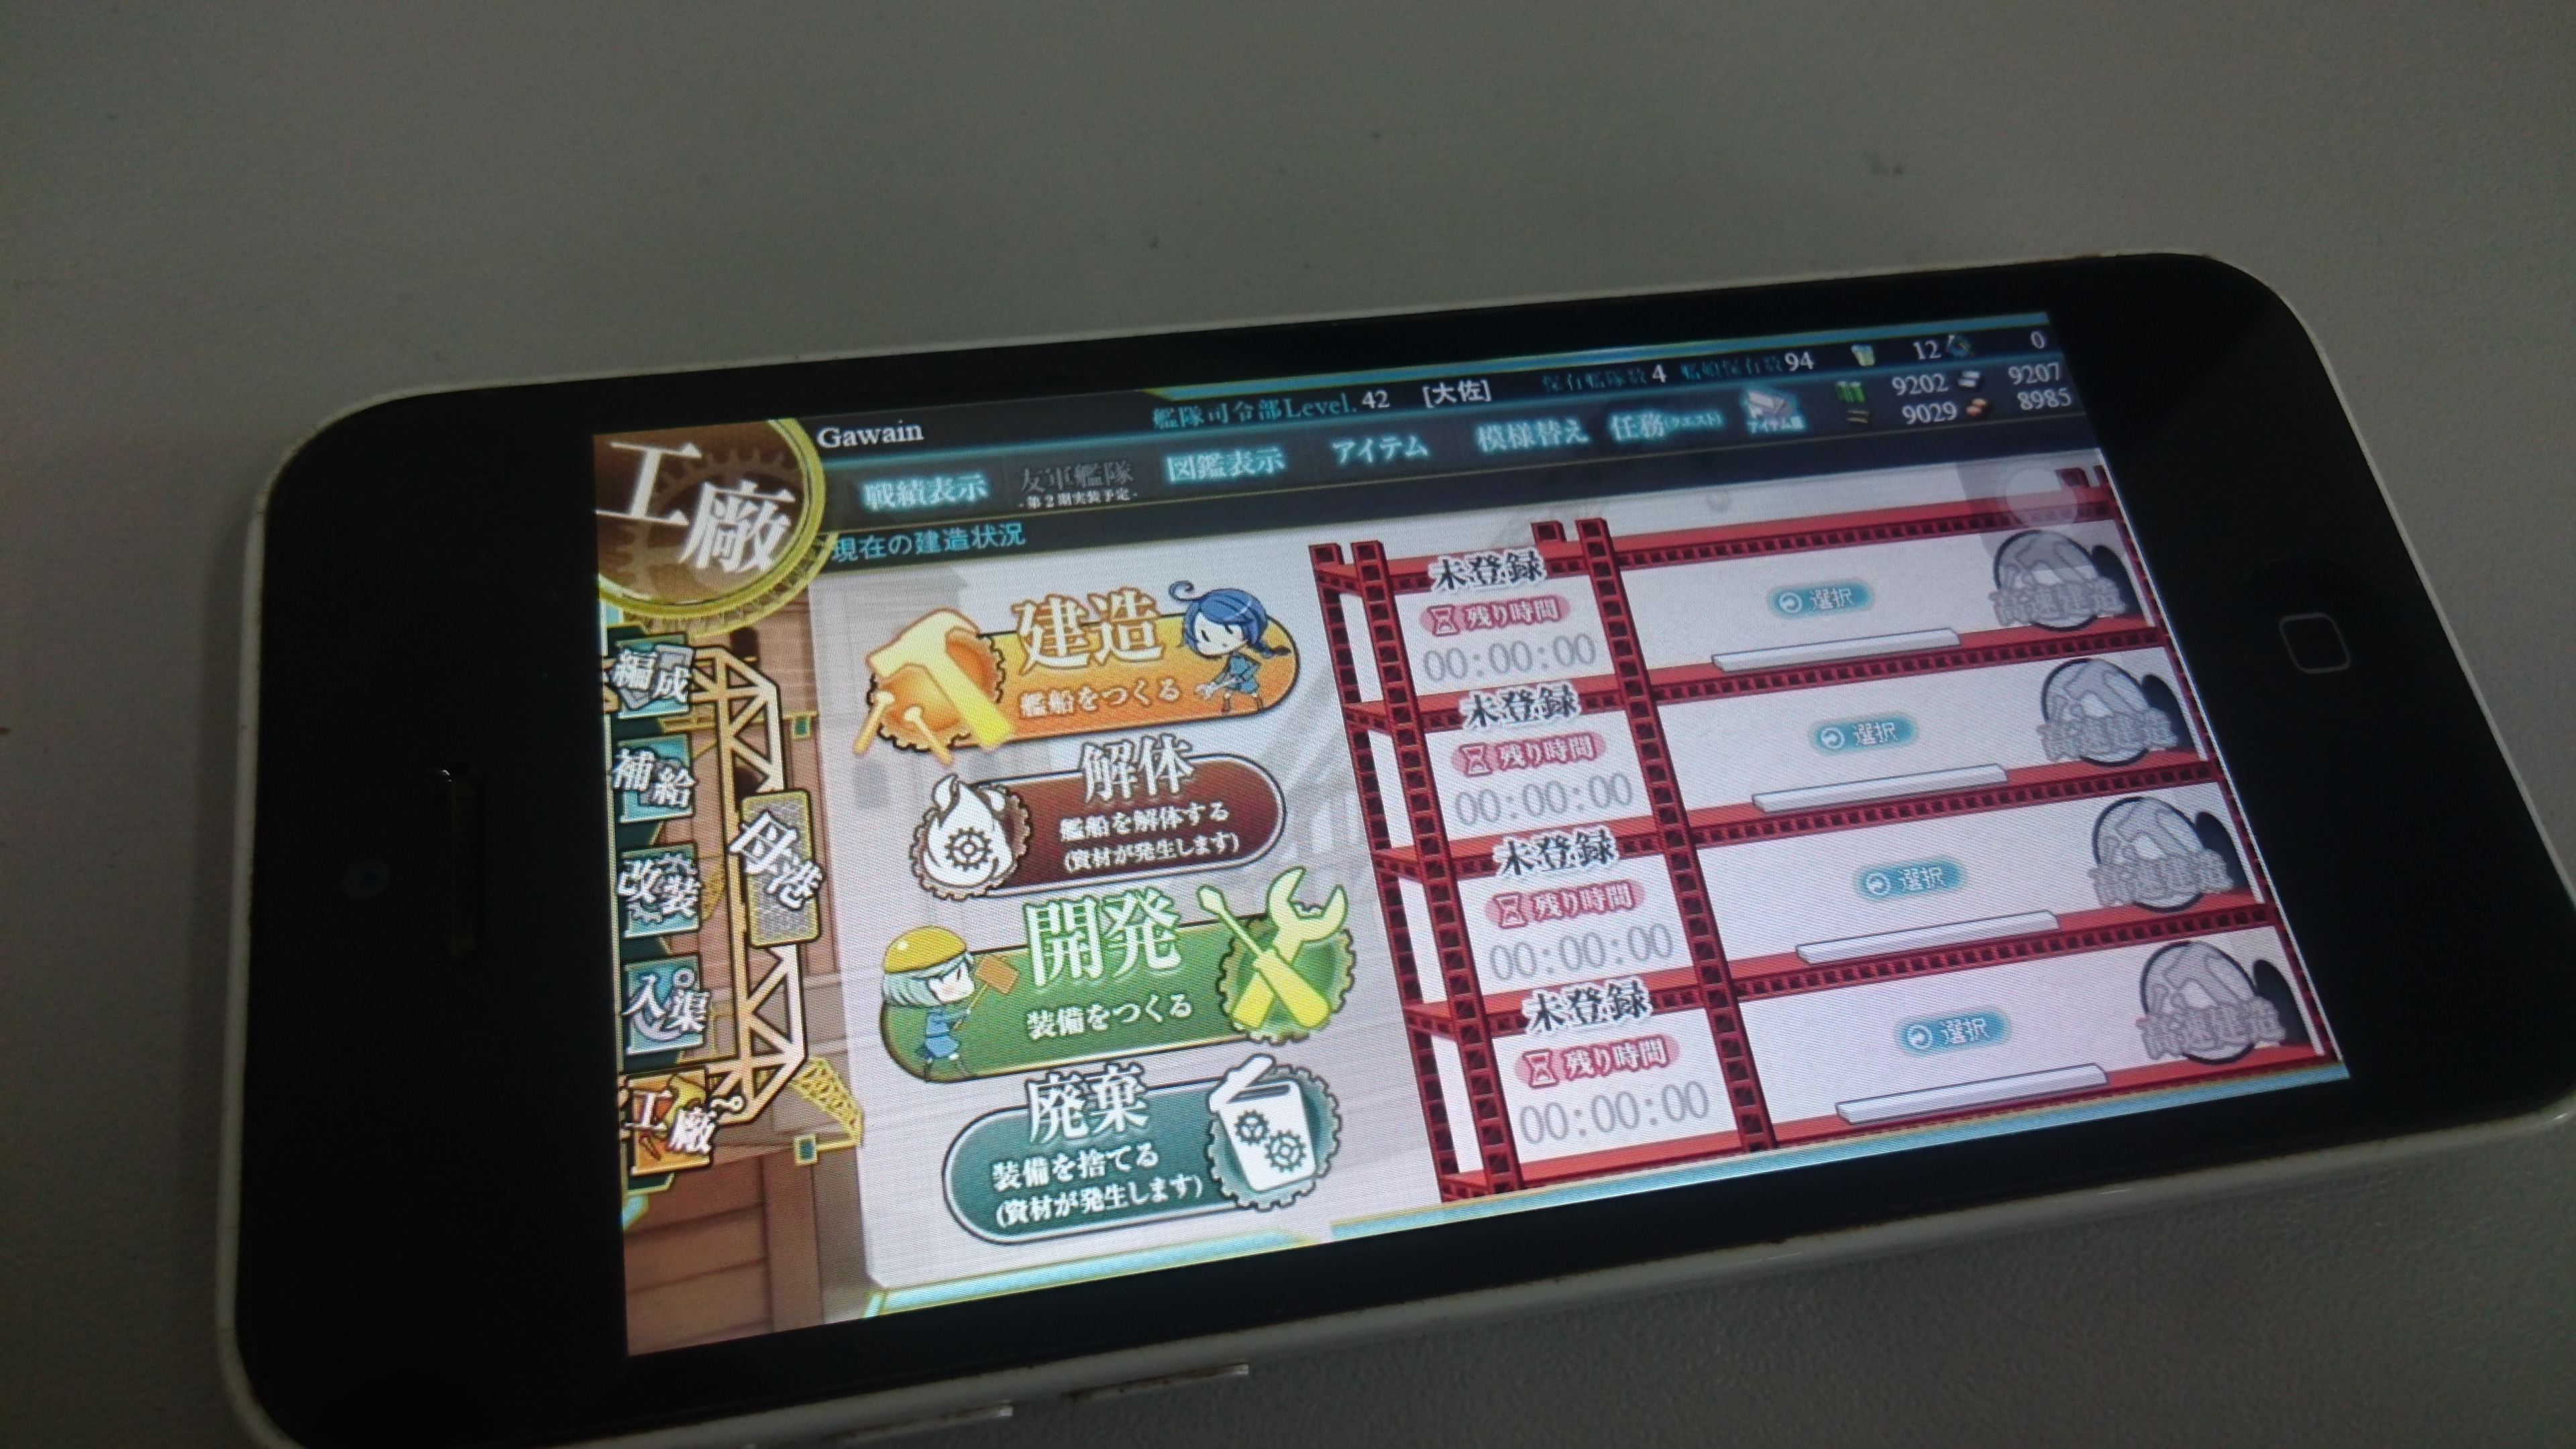 工廠
Gawain
艦隊司令部Level. 42 [大佐]
保有艦隊数 4 艦娘保有数 94
12 0
戦績表示
友軍艦隊
-第2期実装予定-
図鑑表示
アイテム
模様替え
任務(クエスト)
アイテム屋
9202 9207
9029 8985
現在の建造状況
編成
補給
改装
入渠
工廠
母港
建造
艦船をつくる
解体
艦船を解体する
(資材が発生します)
開発
装備をつくる
廃棄
装備を捨てる
(資材が発生します)
未登録
残り時間
00:00:00
選択
高速建造
未登録
残り時間
00:00:00
選択
高速建造
未登録
残り時間
00:00:00
選択
高速建造
未登録
残り時間
00:00:00
選択
高速建造